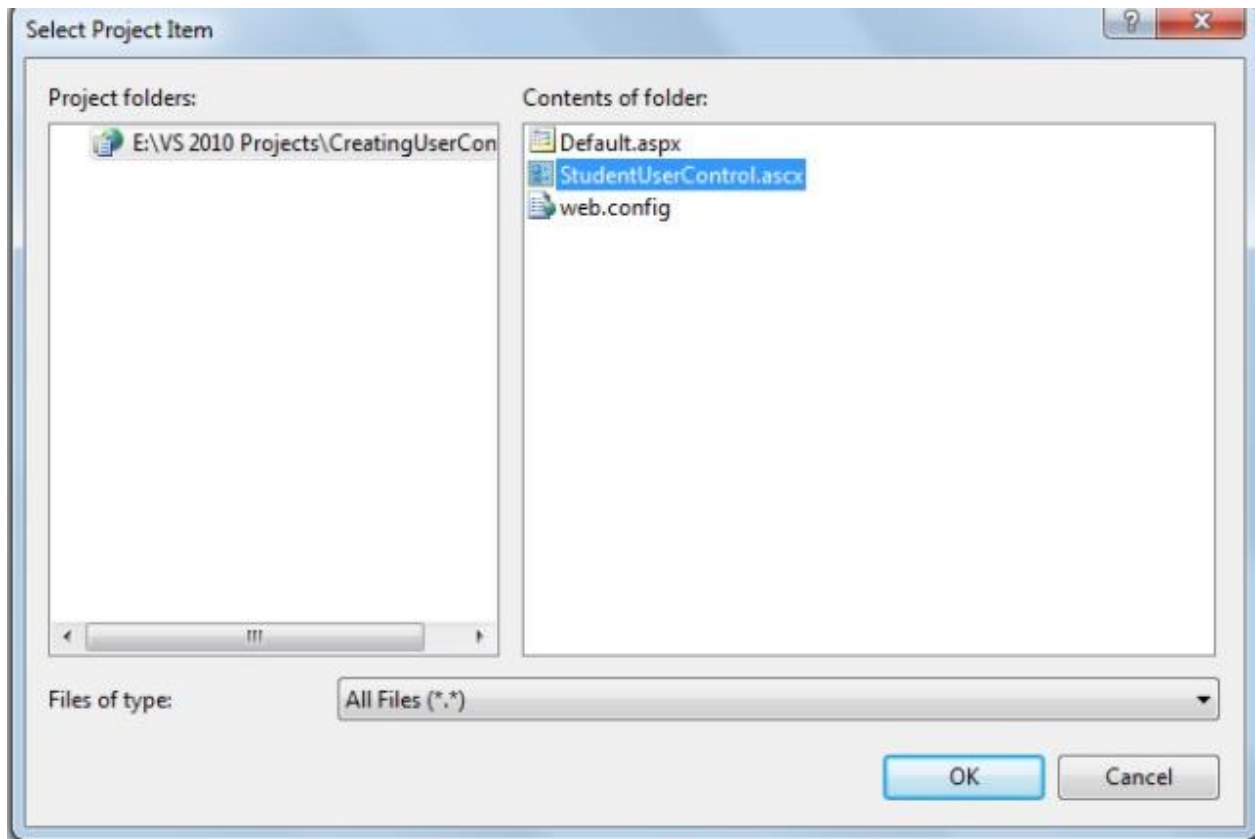 Select Project Item
Project folders:
Contents of folder:
E:\VS 2010 Projects\CreatingUserCon
Default.aspx
StudentUserControl.ascx
web.config
Files of type:
All Files (*.*)
OK
Cancel